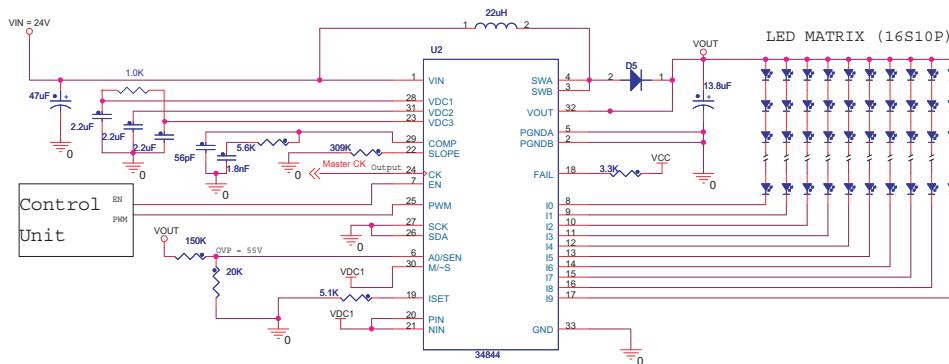 VIN = 24V
22uH
1
2
LED MATRIX (16S10P)
VOUT
U2
1.0K
47uF
1
VIN
SWA
4
SWB
3
D5
2
1
13.8uF
28
VDC1
31
VDC2
23
VDC3
VOUT
32
2.2uF
2.2uF
2.2uF
PGNDA
5
PGNDB
2
0
0
0
56pF
1.8nF
5.6K
309K
29
COMP
22
SLOPE
0
0
Master CK
Output
24
CK
7
EN
FAIL
18
3.3K
VCC
Control
Unit
EN
PWM
25
PWM
27
SCK
26
SDA
0
I0
8
I1
9
I2
10
I3
11
I4
12
I5
13
I6
14
I7
15
I8
16
I9
17
VOUT
150K
OVP = 55V
6
A0/SEN
30
M/~S
20K
VDC1
5.1K
19
ISET
VDC1
20
PIN
21
NIN
0
GND
33
0
34844